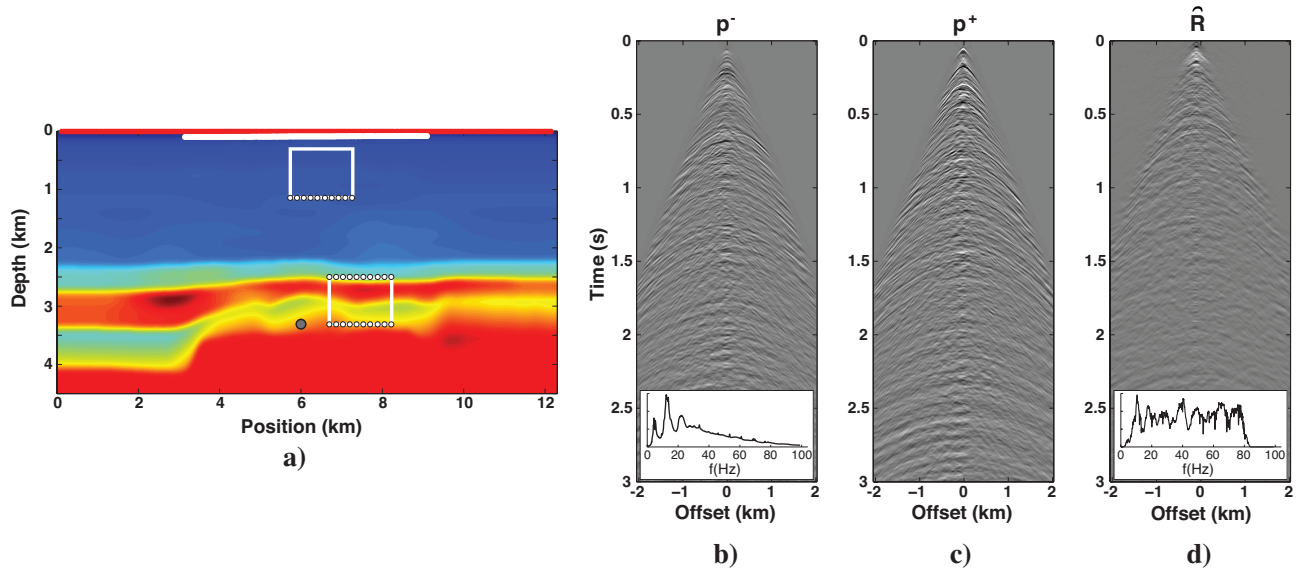 0
1
2
3
4
Depth (km)
0 2 4 6 8 10 12
Position (km)
a)
p-
0
0.5
1
1.5
2
2.5
3
Time (s)
0 20 40 60 80 100
f(Hz)
-2 −1 0 1 2
Offset (km)
b)
p+
0
0.5
1
1.5
2
2.5
3
-2 −1 0 1 2
Offset (km)
c)
R̂
0
0.5
1
1.5
2
2.5
3
0 20 40 60 80 100
f(Hz)
-2 −1 0 1 2
Offset (km)
d)